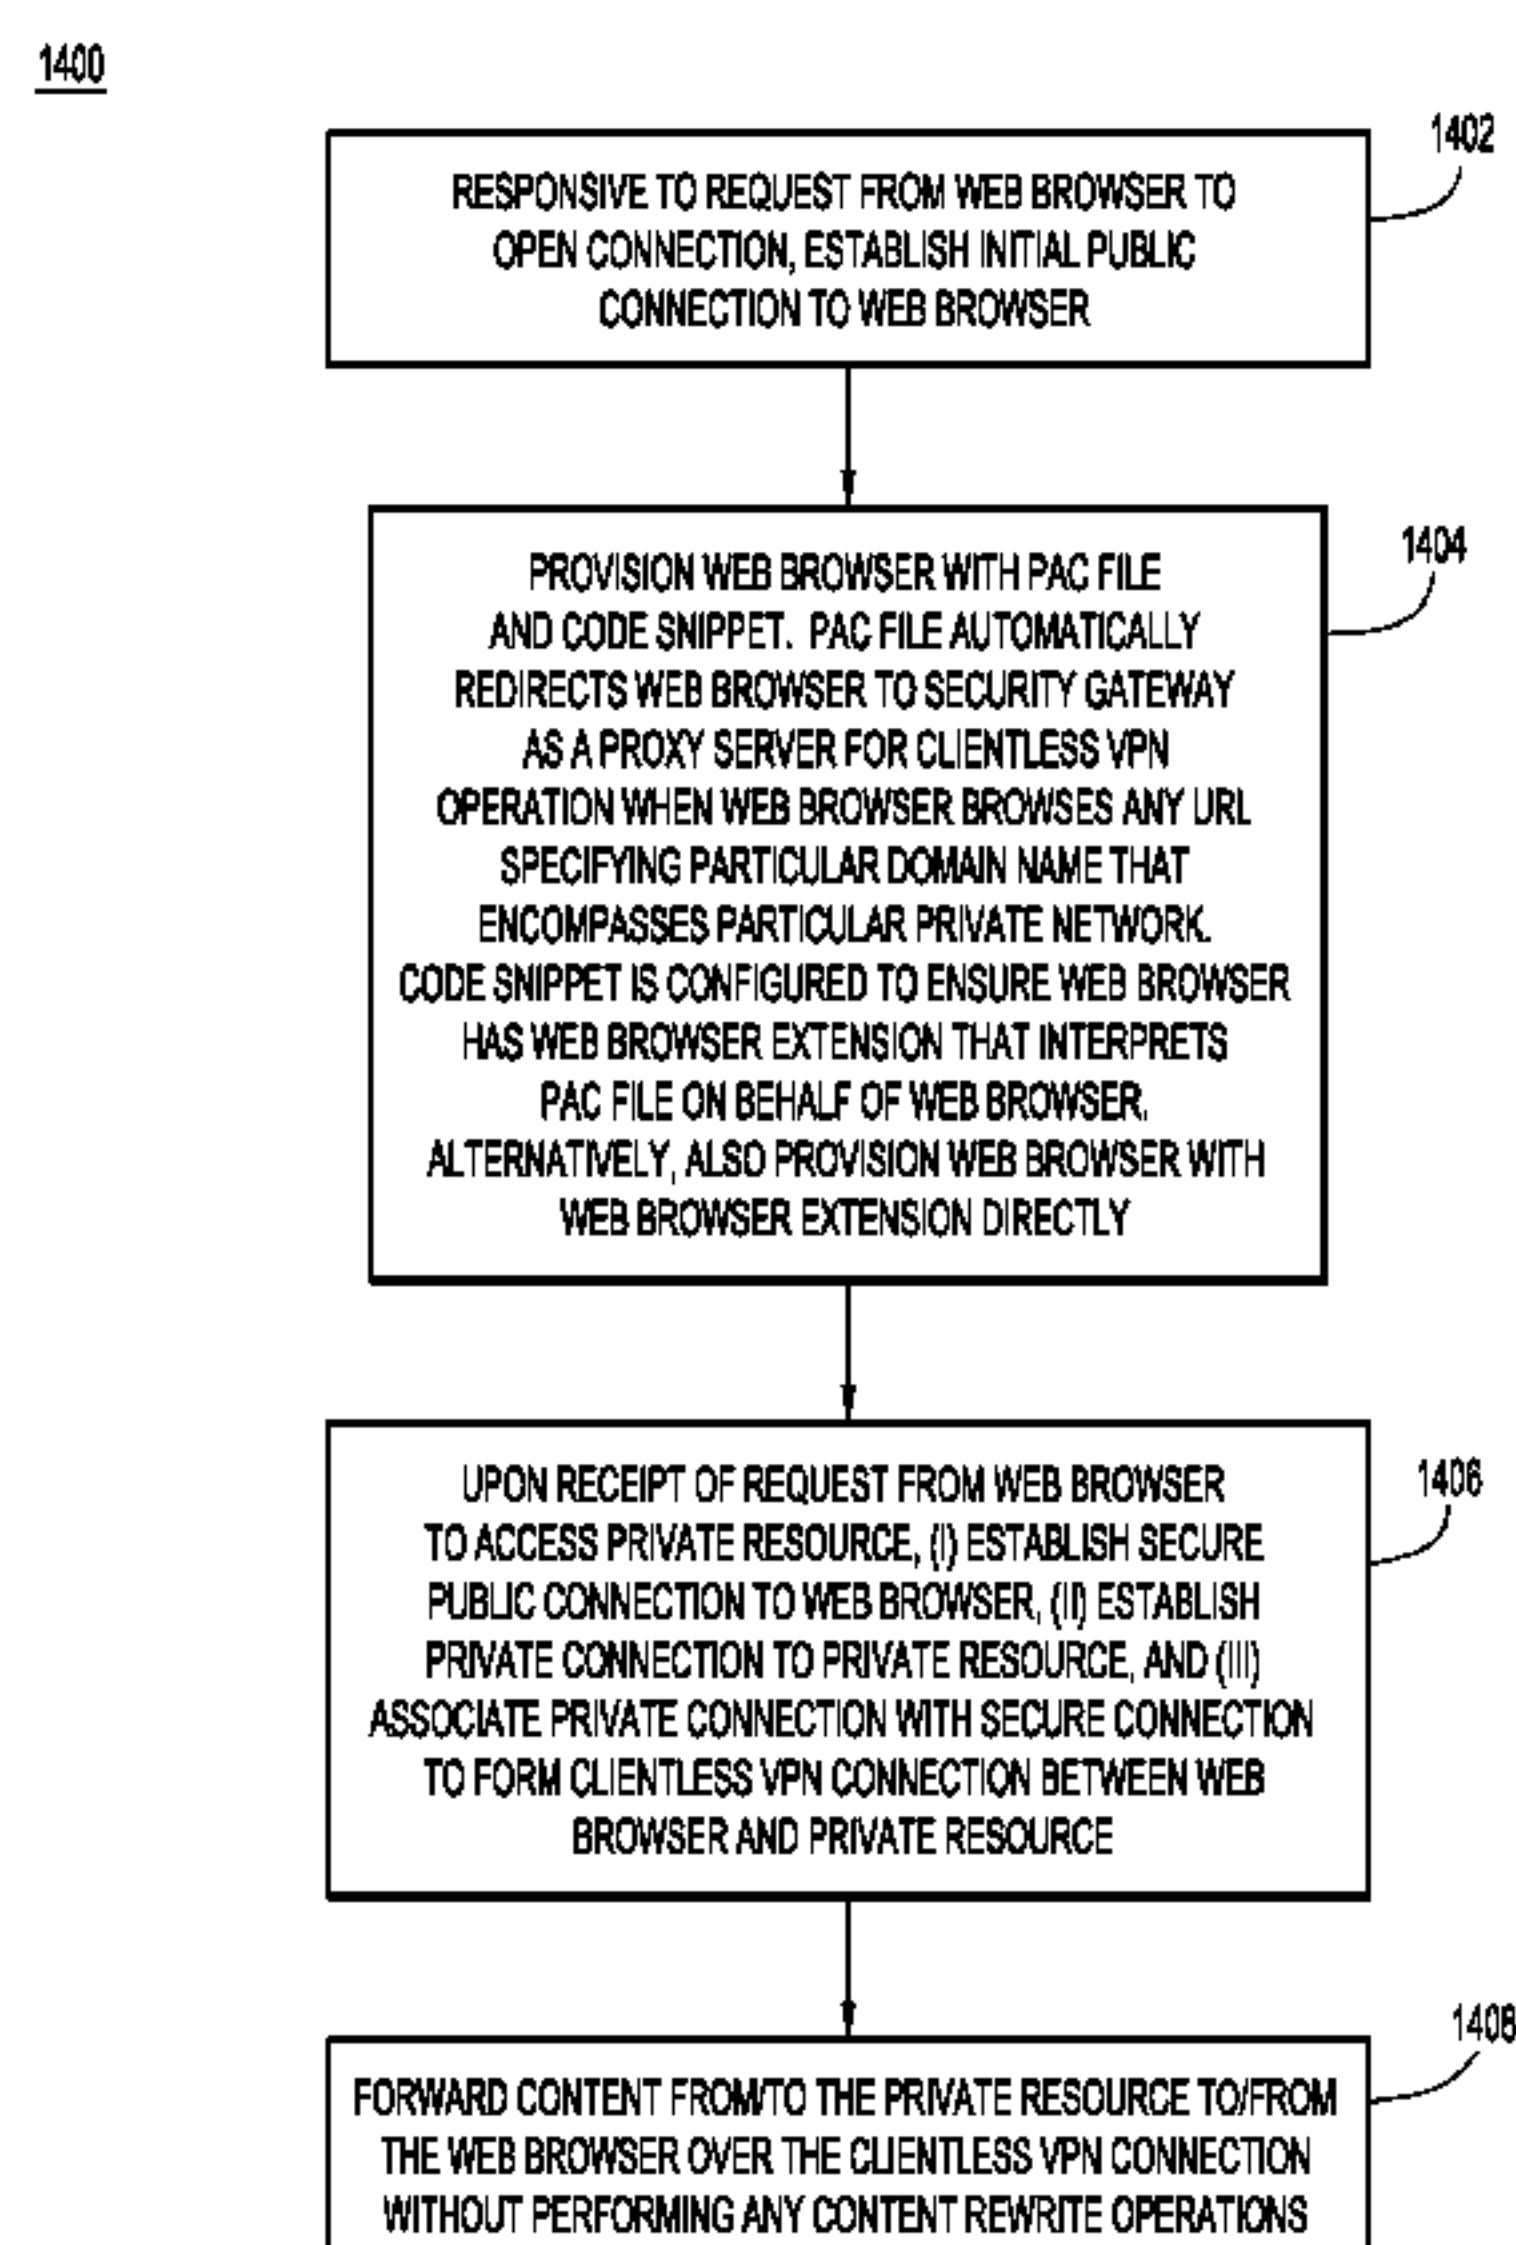 1400
1402
RESPONSIVE TO REQUEST FROM WEB BROWSER TO
OPEN CONNECTION, ESTABLISH INITIAL PUBLIC
CONNECTION TO WEB BROWSER
1404
PROVISION WEB BROWSER WITH PAC FILE
AND CODE SNIPPET. PAC FILE AUTOMATICALLY
REDIRECTS WEB BROWSER TO SECURITY GATEWAY
AS A PROXY SERVER FOR CLIENTLESS VPN
OPERATION WHEN WEB BROWSER BROWSES ANY URL
SPECIFYING PARTICULAR DOMAIN NAME THAT
ENCOMPASSES PARTICULAR PRIVATE NETWORK.
CODE SNIPPET IS CONFIGURED TO ENSURE WEB BROWSER
HAS WEB BROWSER EXTENSION THAT INTERPRETS
PAC FILE ON BEHALF OF WEB BROWSER.
ALTERNATIVELY, ALSO PROVISION WEB BROWSER WITH
WEB BROWSER EXTENSION DIRECTLY
1406
UPON RECEIPT OF REQUEST FROM WEB BROWSER
TO ACCESS PRIVATE RESOURCE, (I) ESTABLISH SECURE
PUBLIC CONNECTION TO WEB BROWSER, (II) ESTABLISH
PRIVATE CONNECTION TO PRIVATE RESOURCE, AND (III)
ASSOCIATE PRIVATE CONNECTION WITH SECURE CONNECTION
TO FORM CLIENTLESS VPN CONNECTION BETWEEN WEB
BROWSER AND PRIVATE RESOURCE
1408
FORWARD CONTENT FROM/TO THE PRIVATE RESOURCE TO/FROM
THE WEB BROWSER OVER THE CLIENTLESS VPN CONNECTION
WITHOUT PERFORMING ANY CONTENT REWRITE OPERATIONS